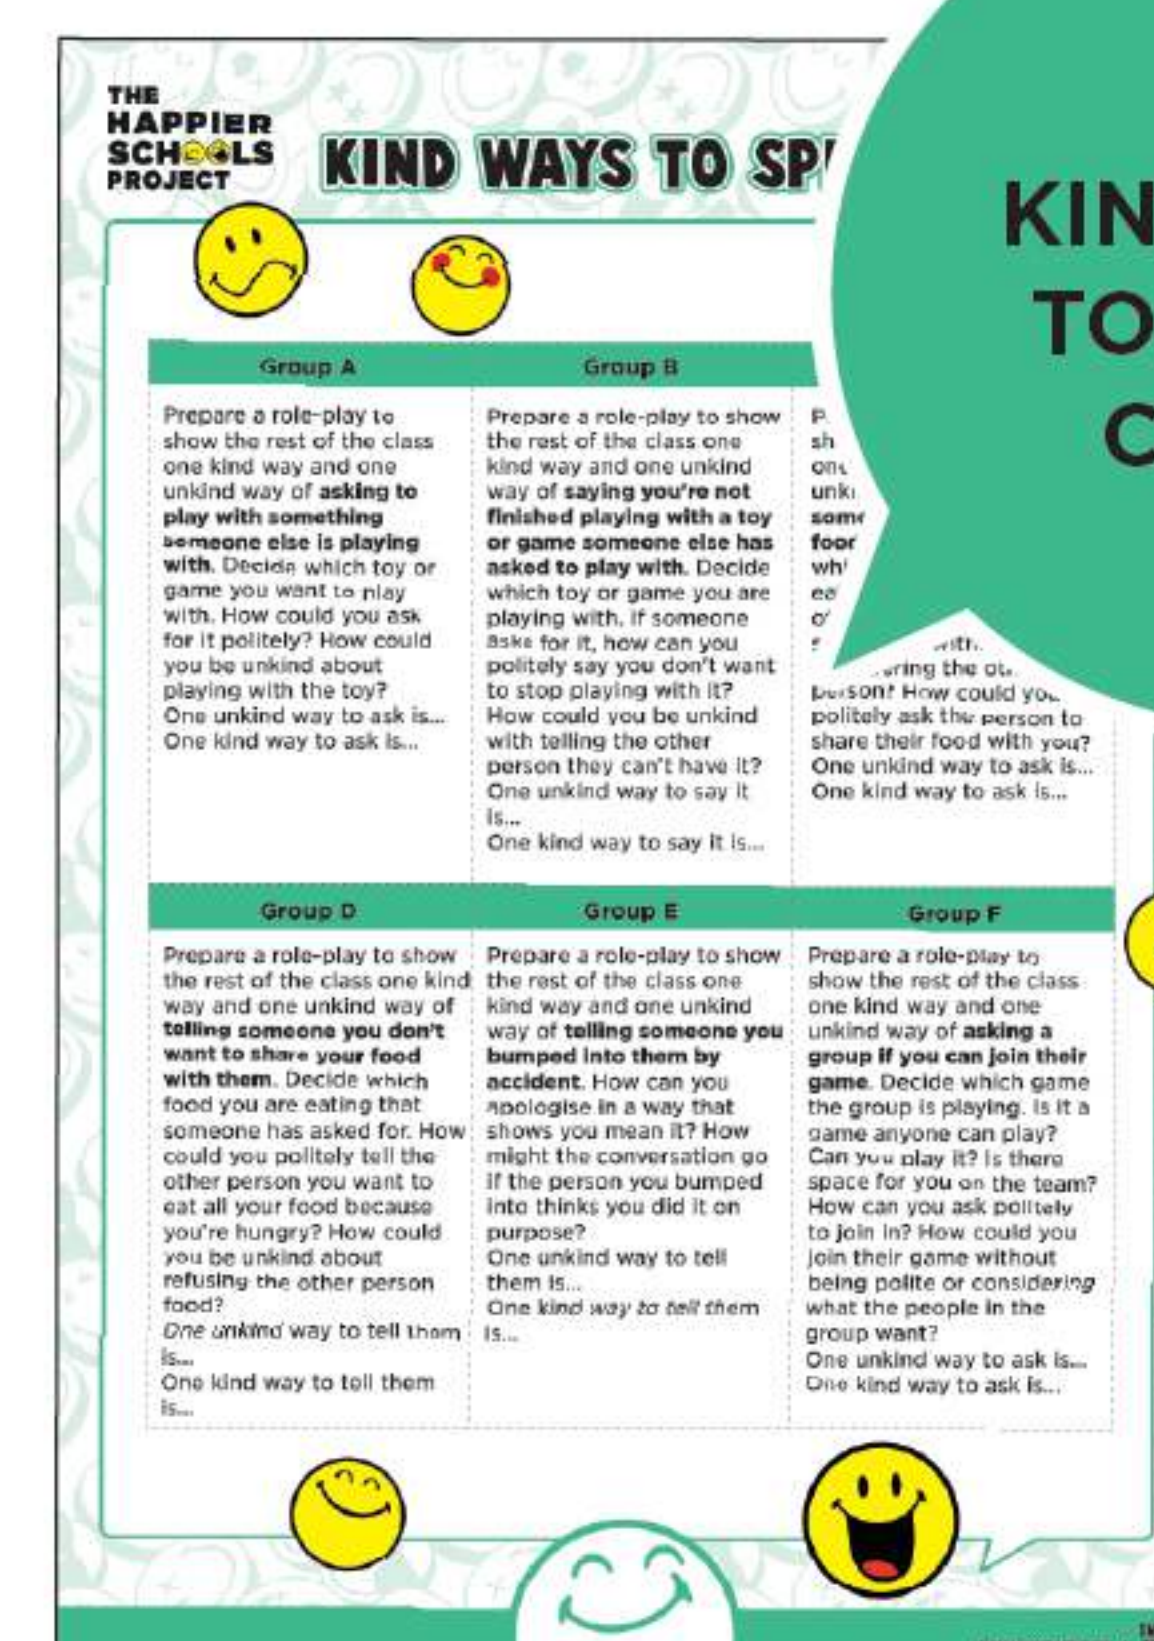 THE
HAPPIER
SCHOOLS
PROJECT
KIND WAYS TO
KIN
TO
C
Group A
Prepare a role-play to
show the rest of the class
one kind way and one
unkind way of asking to
play with something
someone else is playing
with. Decide which toy or
game you want to play
with. How could you ask
for it politely? How could
you be unkind about
playing with the toy?
One unkind way to ask is...
One kind way to ask is...
Group B
Prepare a role-play to show
the rest of the class one
kind way and one unkind
way of saying you're not
finished playing with a toy
or game someone else has
asked to play with. Decide
which toy or game you are
playing with. If someone
asks for it, how can you
politely say you don't want
to stop playing with it?
How could you be unkind
with telling the other
person they can't have it?
One unkind way to say it
is...
One kind way to say it is...
the
person? How could you
politely ask the person to
share their food with you?
One unkind way to ask is...
One kind way to ask is...
Group D
Prepare a role-play to show
the rest of the class one kind
way and one unkind way of
telling someone you don't
want to share your food
with them. Decide which
food you are eating that
someone has asked for. How
could you politely tell the
other person you want to
eat all your food because
you're hungry? How could
you be unkind about
refusing the other person
food?
One unkind way to tell them
is...
One kind way to tell them
is...
Group E
Prepare a role-play to show
the rest of the class one
kind way and one unkind
way of telling someone you
bumped into them by
accident. How can you
apologise in a way that
shows you mean it? How
might the conversation go
if the person you bumped
into thinks you did it on
purpose?
One unkind way to tell
them is...
One kind way to tell them
is...
Group F
Prepare a role-play to
show the rest of the class
one kind way and one
unkind way of asking a
group if you can join their
game. Decide which game
the group is playing. Is it a
game anyone can play?
Can you play it? Is there
space for you on the team?
How can you ask politely
to join in? How could you
join their game without
being polite or considering
what the people in the
group want?
One unkind way to ask is...
One kind way to ask is...